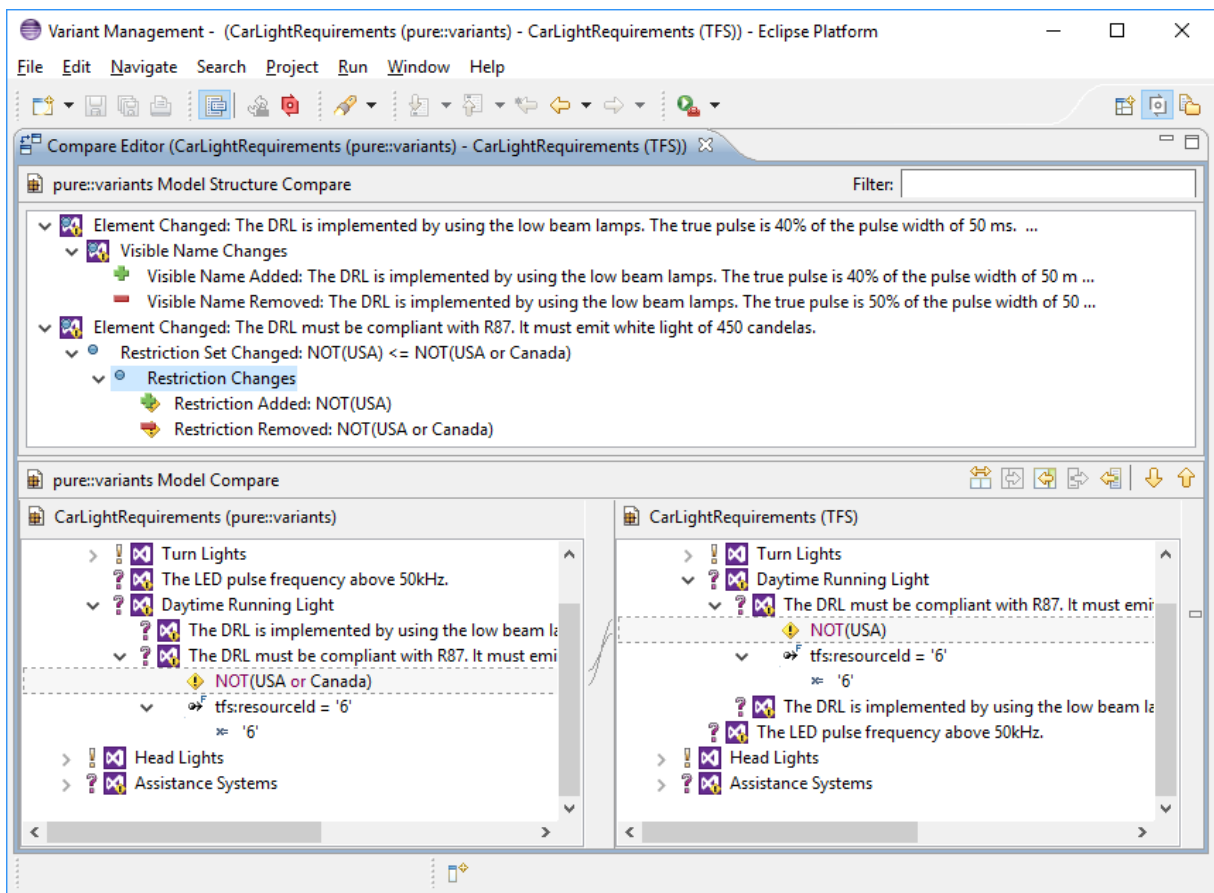 Variant Management - (CarLightRequirements (pure::variants) - CarLightRequirements (TFS)) - Eclipse Platform
File Edit Navigate Search Project Run Window Help
Compare Editor (CarLightRequirements (pure::variants) - CarLightRequirements (TFS))
pure::variants Model Structure Compare Filter:
Element Changed: The DRL is implemented by using the low beam lamps. The true pulse is 40% of the pulse width of 50 ms. ...
Visible Name Changes
Visible Name Added: The DRL is implemented by using the low beam lamps. The true pulse is 40% of the pulse width of 50 m ...
Visible Name Removed: The DRL is implemented by using the low beam lamps. The true pulse is 50% of the pulse width of 50 ...
Element Changed: The DRL must be compliant with R87. It must emit white light of 450 candelas.
Restriction Set Changed: NOT(USA) <= NOT(USA or Canada)
Restriction Changes
Restriction Added: NOT(USA)
Restriction Removed: NOT(USA or Canada)
pure::variants Model Compare
CarLightRequirements (pure::variants)
Turn Lights
The LED pulse frequency above 50kHz.
Daytime Running Light
The DRL is implemented by using the low beam la
The DRL must be compliant with R87. It must emi
NOT(USA or Canada)
tfs:resourceId = '6'
'6'
Head Lights
Assistance Systems
CarLightRequirements (TFS)
Turn Lights
Daytime Running Light
The DRL must be compliant with R87. It must emi
NOT(USA)
tfs:resourceId = '6'
'6'
The DRL is implemented by using the low beam la
The LED pulse frequency above 50kHz.
Head Lights
Assistance Systems